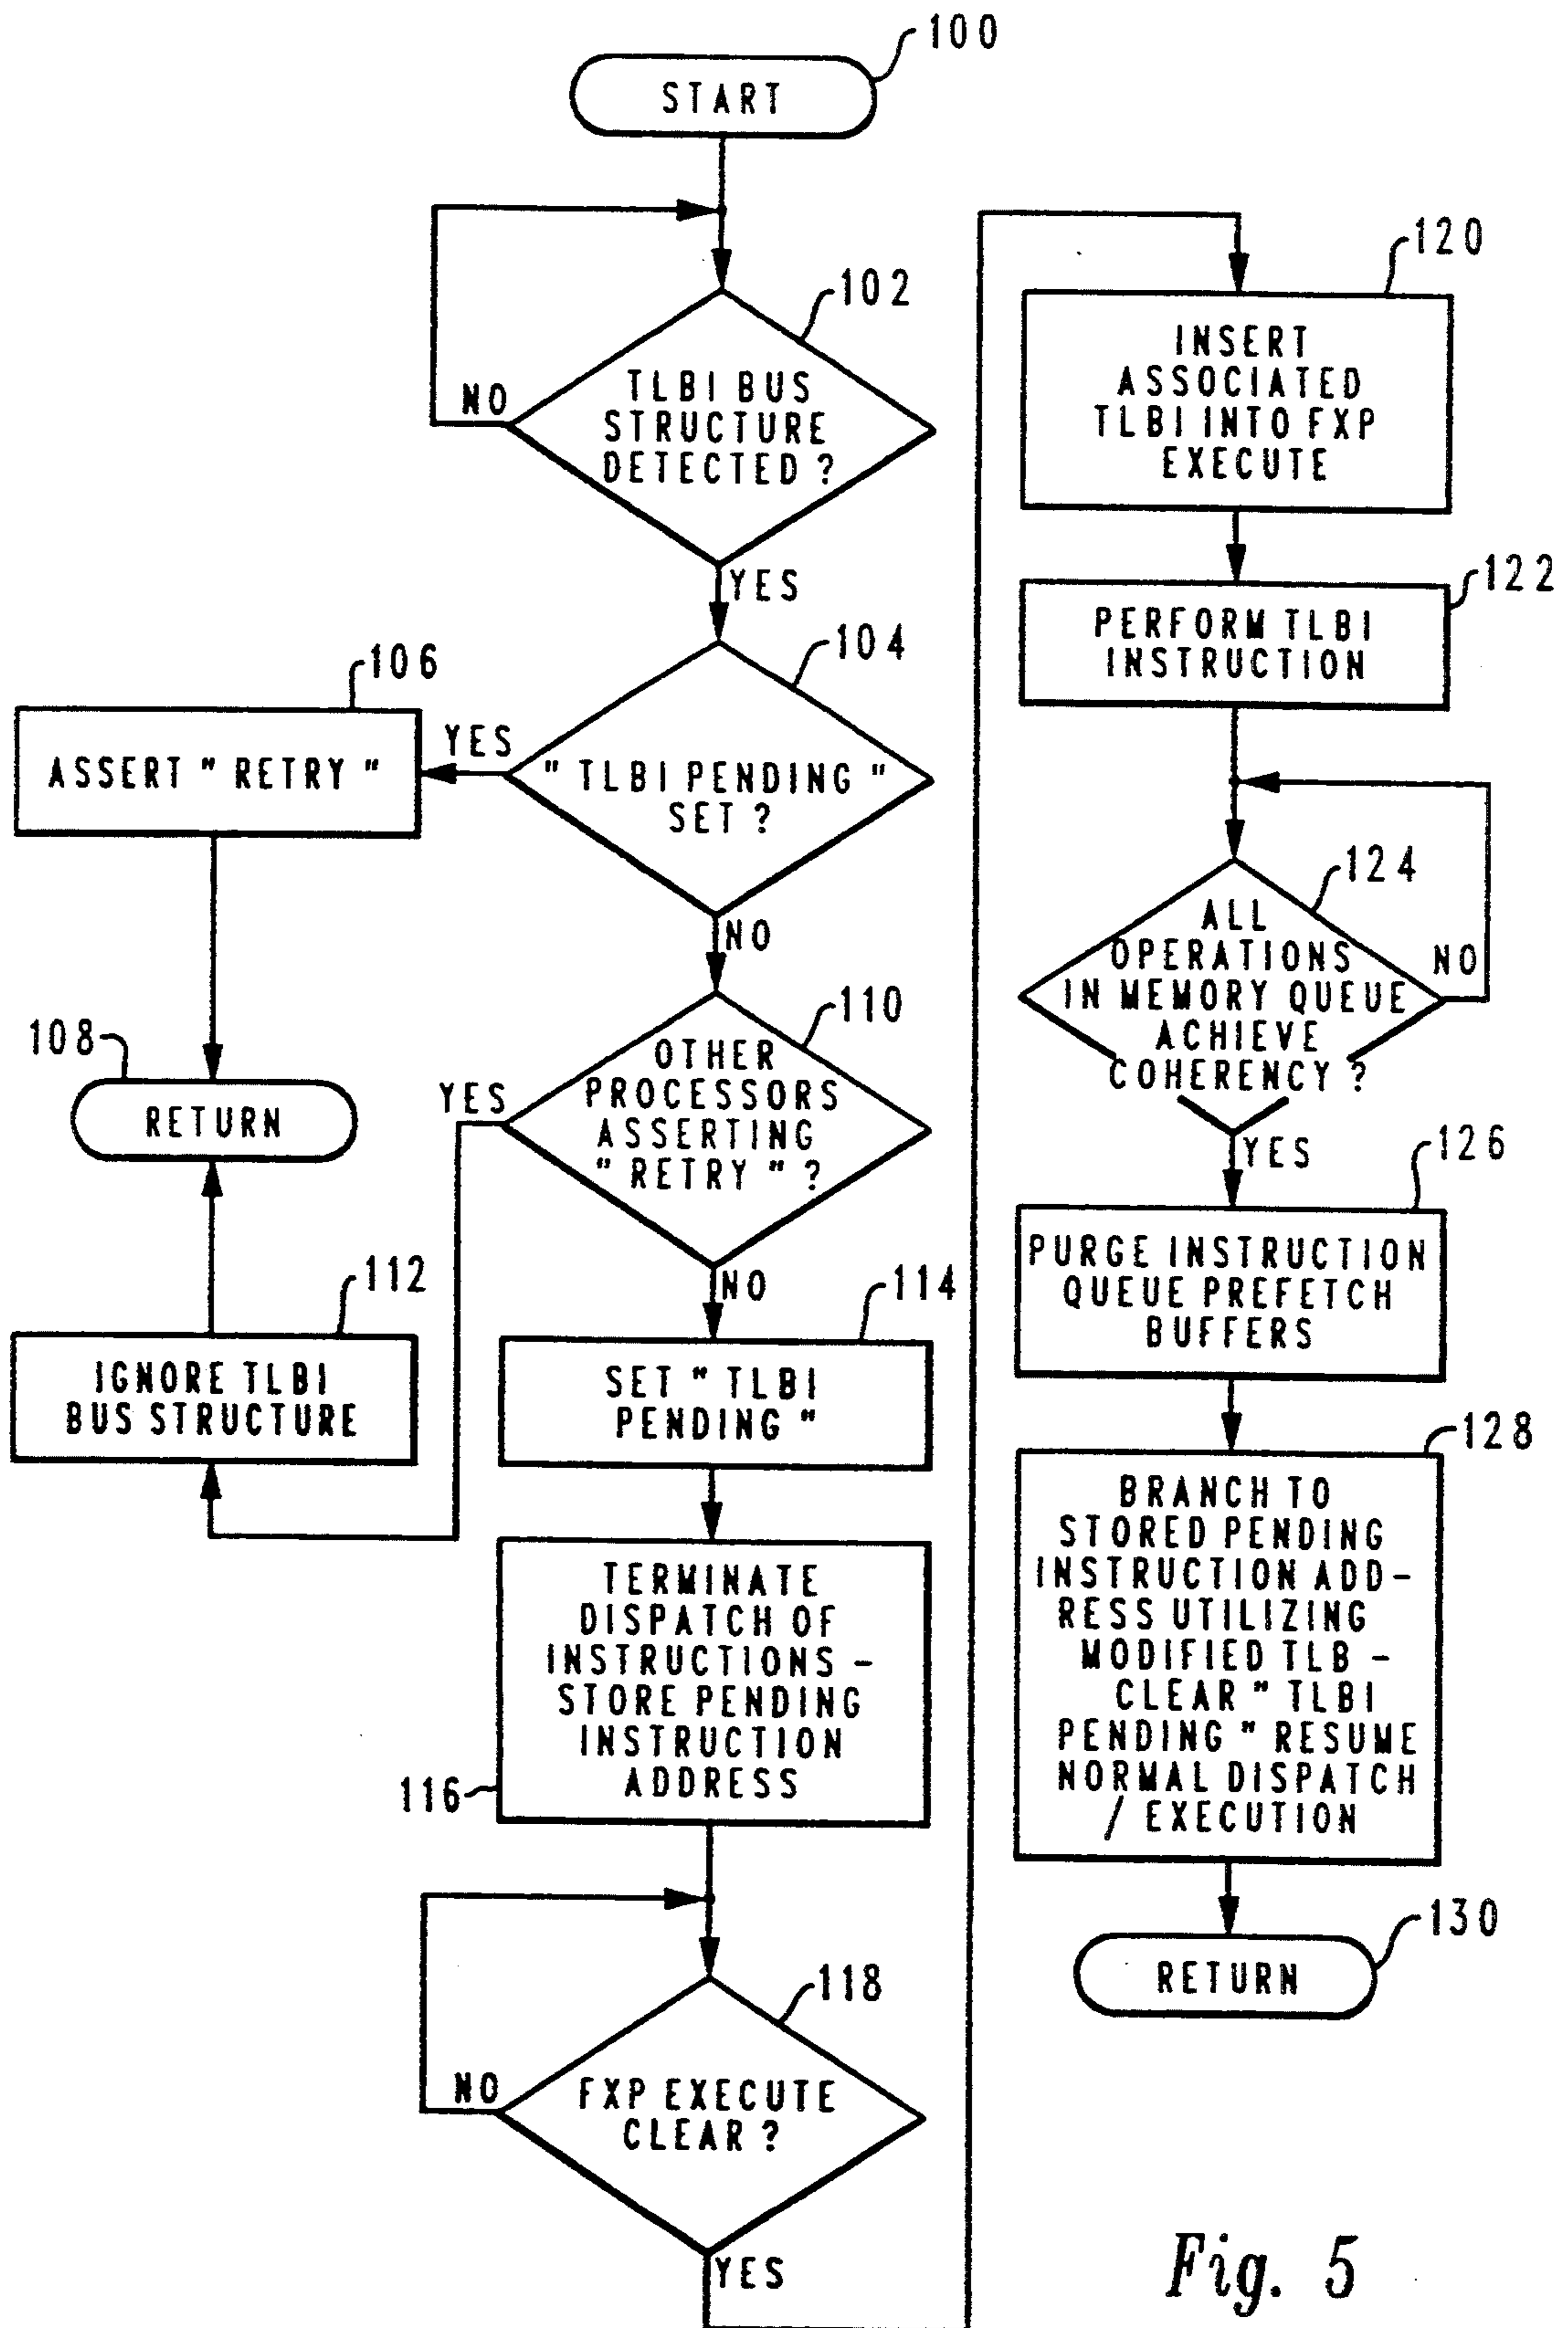 100
START
102
TLBI BUS
STRUCTURE
DETECTED ?
NO
YES
104
" TLBI PENDING "
SET ?
YES
106
ASSERT " RETRY "
108
RETURN
NO
110
OTHER
PROCESSORS
ASSERTING
" RETRY " ?
YES
112
IGNORE TLBI
BUS STRUCTURE
NO
114
SET " TLBI
PENDING "
TERMINATE
DISPATCH OF
INSTRUCTIONS -
STORE PENDING
INSTRUCTION
ADDRESS
116
118
FXP EXECUTE
CLEAR ?
NO
YES
120
INSERT
ASSOCIATED
TLBI INTO FXP
EXECUTE
122
PERFORM TLBI
INSTRUCTION
124
ALL
OPERATIONS
IN MEMORY QUEUE
ACHIEVE
COHERENCY ?
NO
YES
126
PURGE INSTRUCTION
QUEUE PREFETCH
BUFFERS
128
BRANCH TO
STORED PENDING
INSTRUCTION ADD-
RESS UTILIZING
MODIFIED TLB -
CLEAR " TLBI
PENDING " RESUME
NORMAL DISPATCH
/ EXECUTION
130
RETURN
Fig. 5